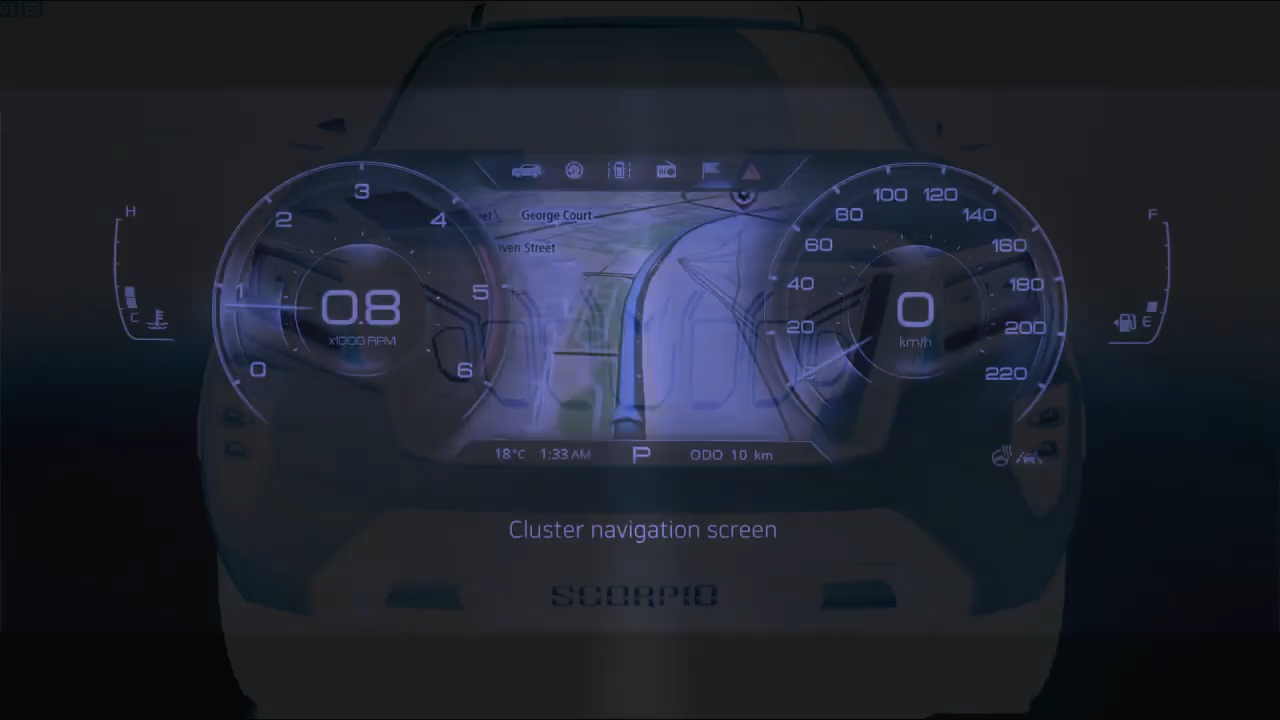 H
C
3
2
4
1
5
0
6
0.8
x1000 RPM
George Court
ven Street
100 120
80
140
60
160
40
180
20
200
220
0
km/h
F
E
18°C 1:33 AM
P
ODO 10 km
Cluster navigation screen
SCORPIO